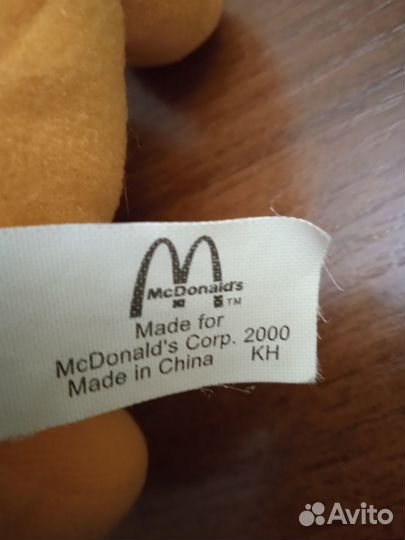 McDonald's
TM
Made for
McDonald's Corp. 2000
Made in China KH
Avito